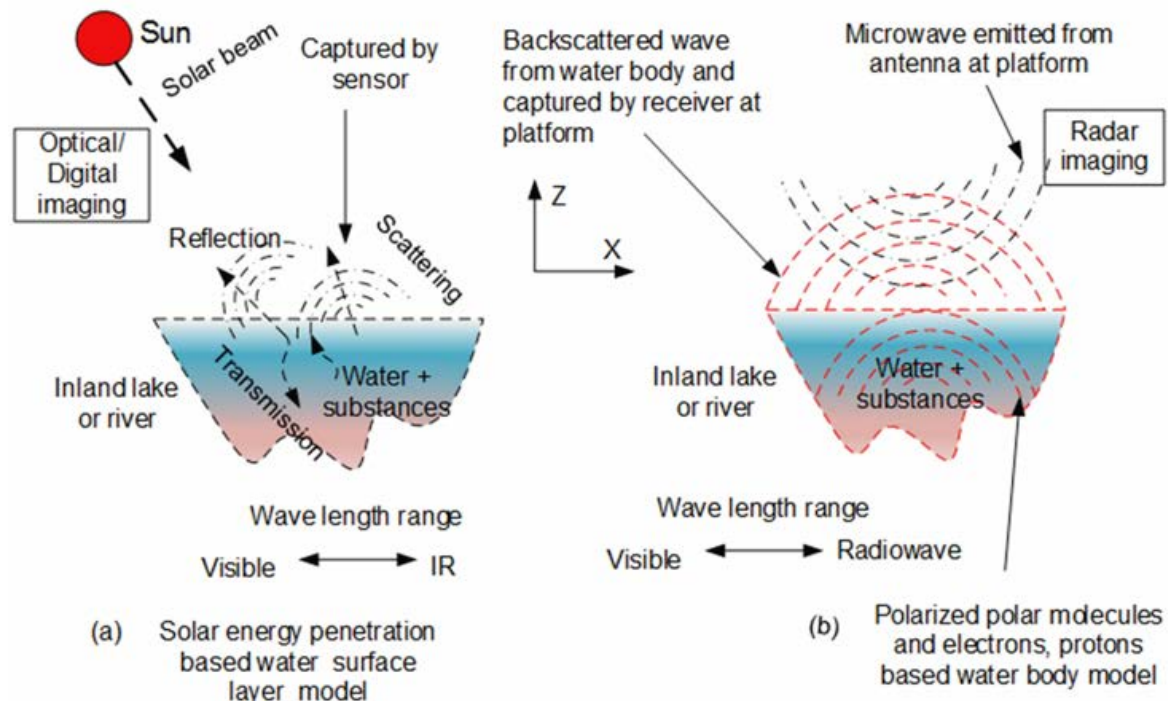 Sun
Solar beam
Captured by
sensor
Optical/
Digital
imaging
Reflection
Scattering
Transmission
Water +
substances
Inland lake
or river
Wave length range
Visible
IR
(a) Solar energy penetration
based water surface
layer model
Backscattered wave
from water body and
captured by receiver at
platform
Microwave emitted from
antenna at platform
Radar
imaging
Z
X
Water +
substances
Inland lake
or river
Wave length range
Visible
Radiowave
(b) Polarized polar molecules
and electrons, protons
based water body model